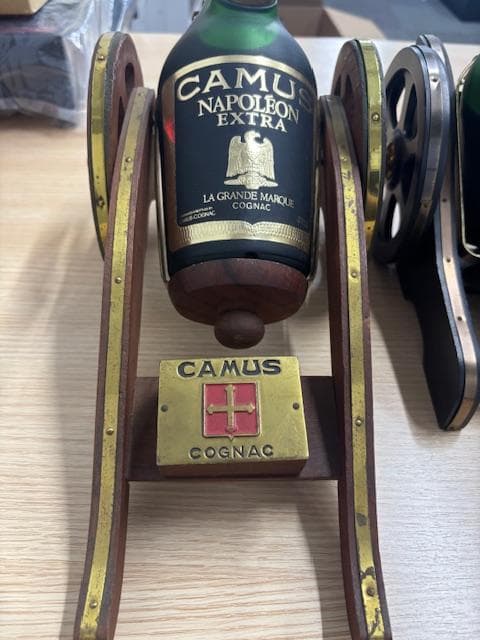 CAMUS
NAPOLÉON
EXTRA
LA GRANDE MARQUE
COGNAC
CAMUS
COGNAC